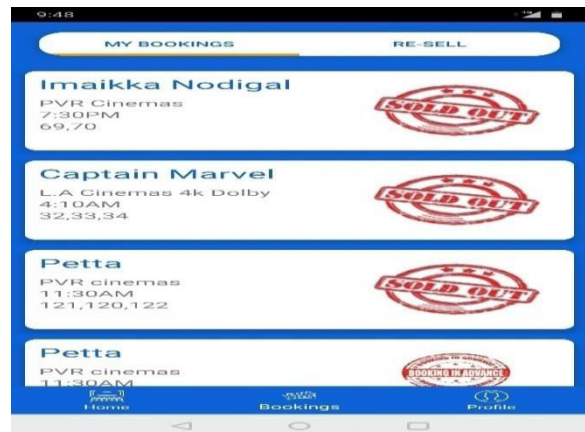 9:48
MY BOOKINGS
RE-SELL
Imaikka Nodigal
PVR Cinemas
7:30PM
69,70
SOLD OUT
Captain Marvel
L.A Cinemas 4k Dolby
4:10AM
32,33,34
SOLD OUT
Petta
PVR cinemas
11:30AM
121,120,122
SOLD OUT
Petta
PVR cinemas
11:30AM
BOOKING IN ADVANCE
Home
Bookings
Profile